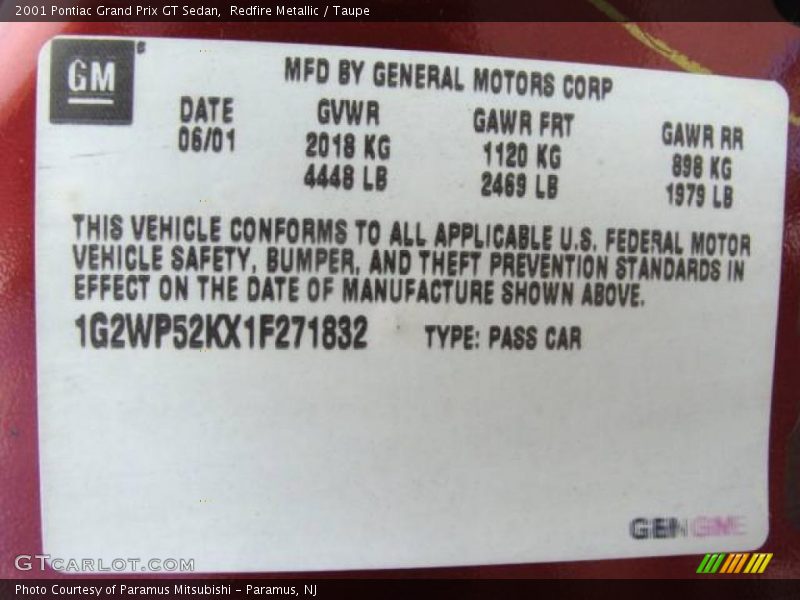 2001 Pontiac Grand Prix GT Sedan, Redfire Metallic / Taupe
GM®
MFD BY GENERAL MOTORS CORP
DATE GVWR GAWR FRT GAWR RR
06/01 2018 KG 1120 KG 898 KG
4448 LB 2469 LB 1979 LB
THIS VEHICLE CONFORMS TO ALL APPLICABLE U.S. FEDERAL MOTOR
VEHICLE SAFETY, BUMPER, AND THEFT PREVENTION STANDARDS IN
EFFECT ON THE DATE OF MANUFACTURE SHOWN ABOVE.
1G2WP52KX1F271832 TYPE: PASS CAR
GTCARLOT.COM
Photo Courtesy of Paramus Mitsubishi - Paramus, NJ